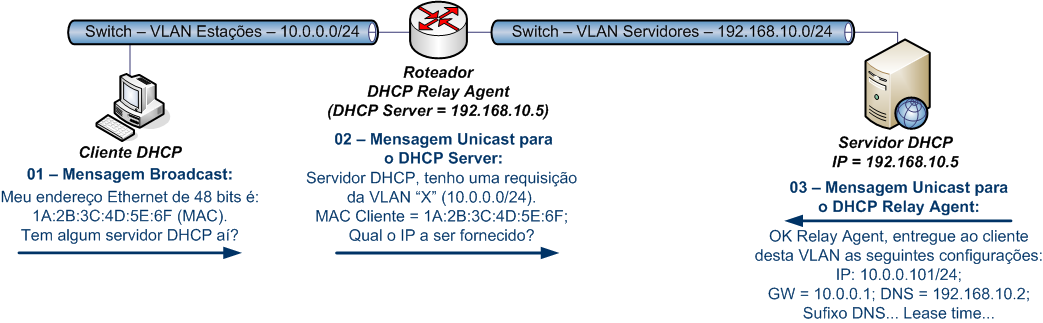 Switch – VLAN Estações – 10.0.0.0/24
Switch – VLAN Servidores – 192.168.10.0/24
Roteador
DHCP Relay Agent
(DHCP Server = 192.168.10.5)
Cliente DHCP
Servidor DHCP
IP = 192.168.10.5
01 – Mensagem Broadcast:
Meu endereço Ethernet de 48 bits é:
1A:2B:3C:4D:5E:6F (MAC).
Tem algum servidor DHCP aí?
02 – Mensagem Unicast para
o DHCP Server:
Servidor DHCP, tenho uma requisição
da VLAN “X” (10.0.0.0/24).
MAC Cliente = 1A:2B:3C:4D:5E:6F;
Qual o IP a ser fornecido?
03 – Mensagem Unicast para
o DHCP Relay Agent:
OK Relay Agent, entregue ao cliente
desta VLAN as seguintes configurações:
IP: 10.0.0.101/24;
GW = 10.0.0.1; DNS = 192.168.10.2;
Sufixo DNS... Lease time...